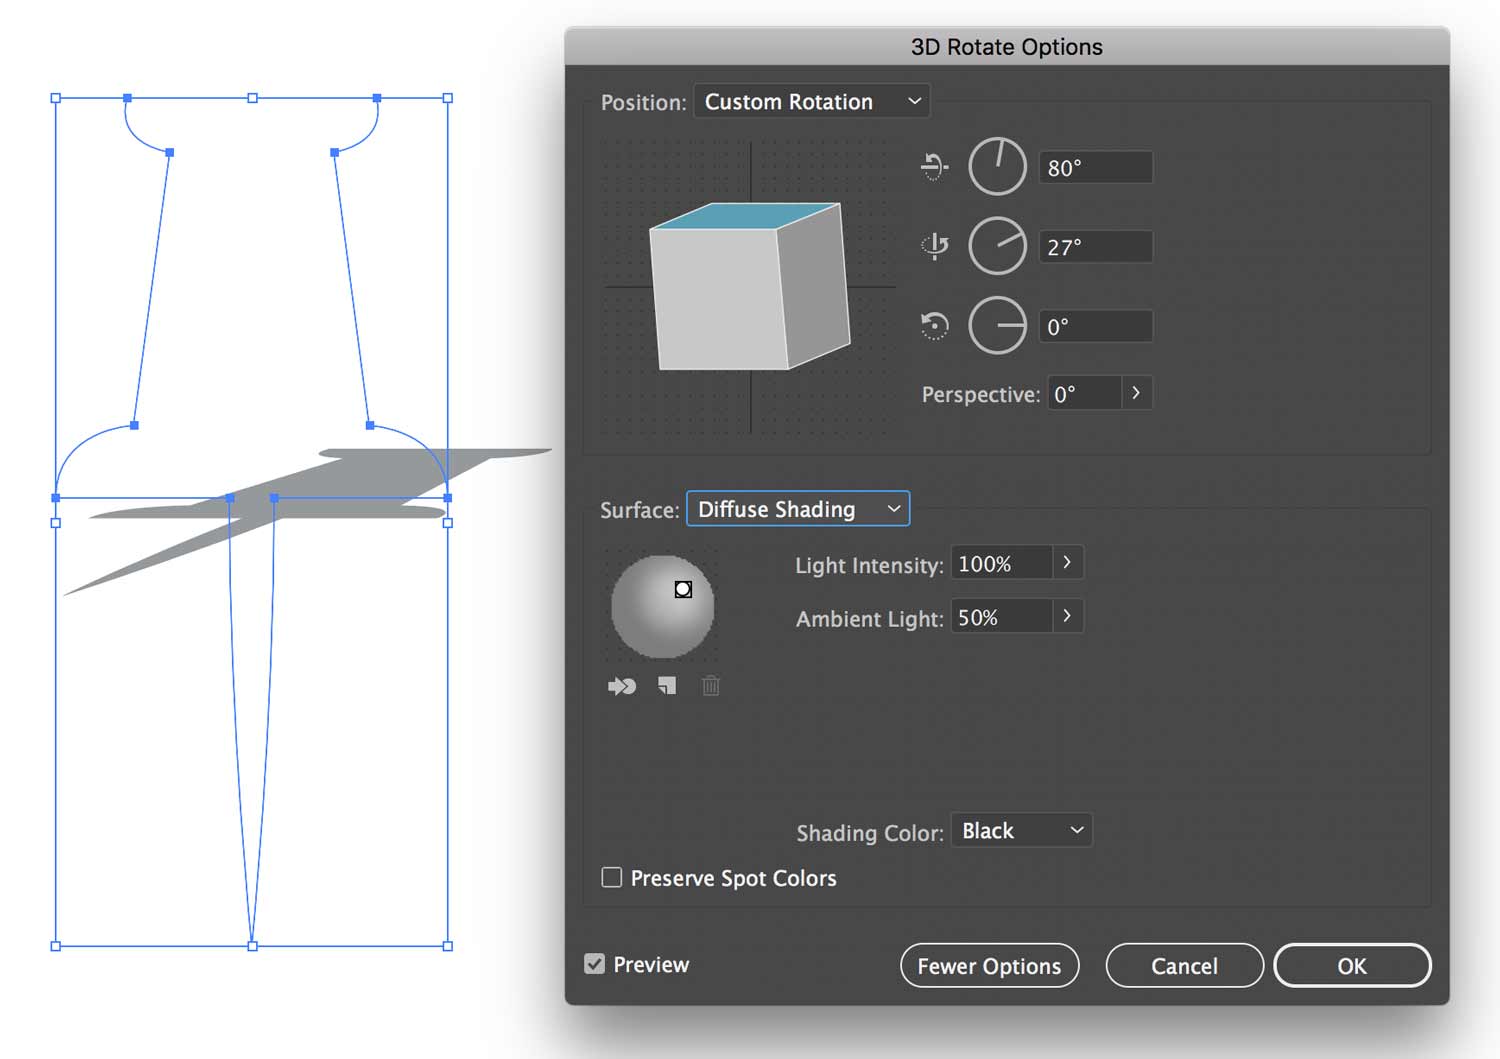 3D Rotate Options
Position: Custom Rotation
80°
27°
0°
Perspective: 0°
Surface: Diffuse Shading
Light Intensity: 100%
Ambient Light: 50%
Shading Color: Black
Preserve Spot Colors
Preview
Fewer Options
Cancel
OK